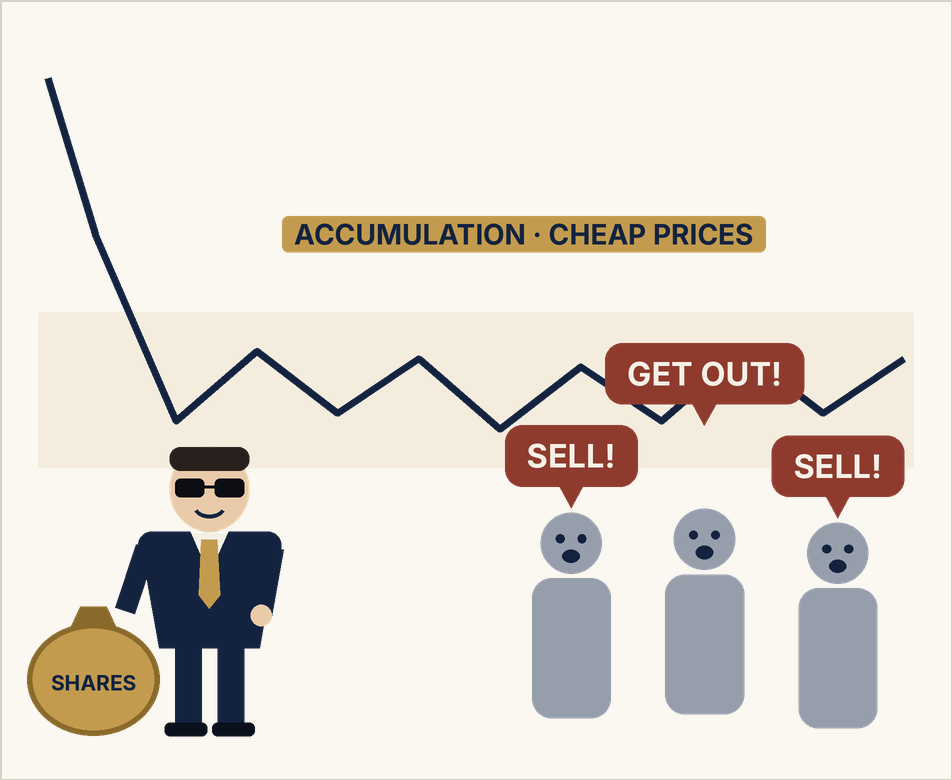 ACCUMULATION · CHEAP PRICES
GET OUT!
SELL!
SELL!
SHARES